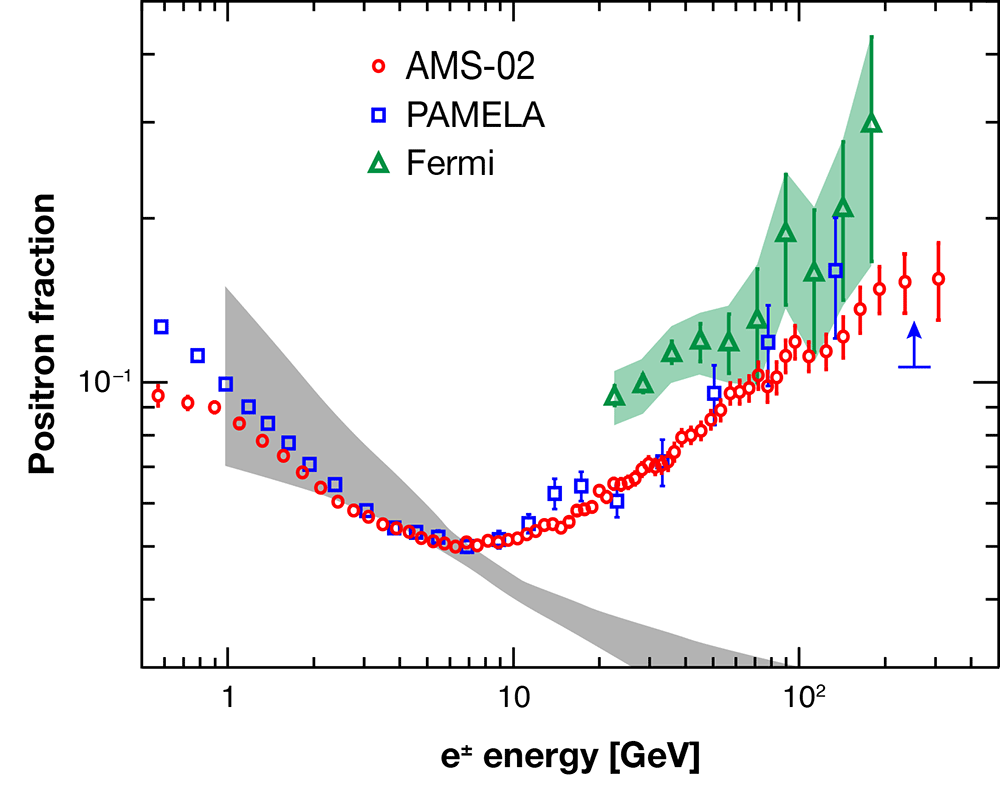 AMS-02
PAMELA
Fermi
Positron fraction
10⁻¹
1 10 10²
e± energy [GeV]